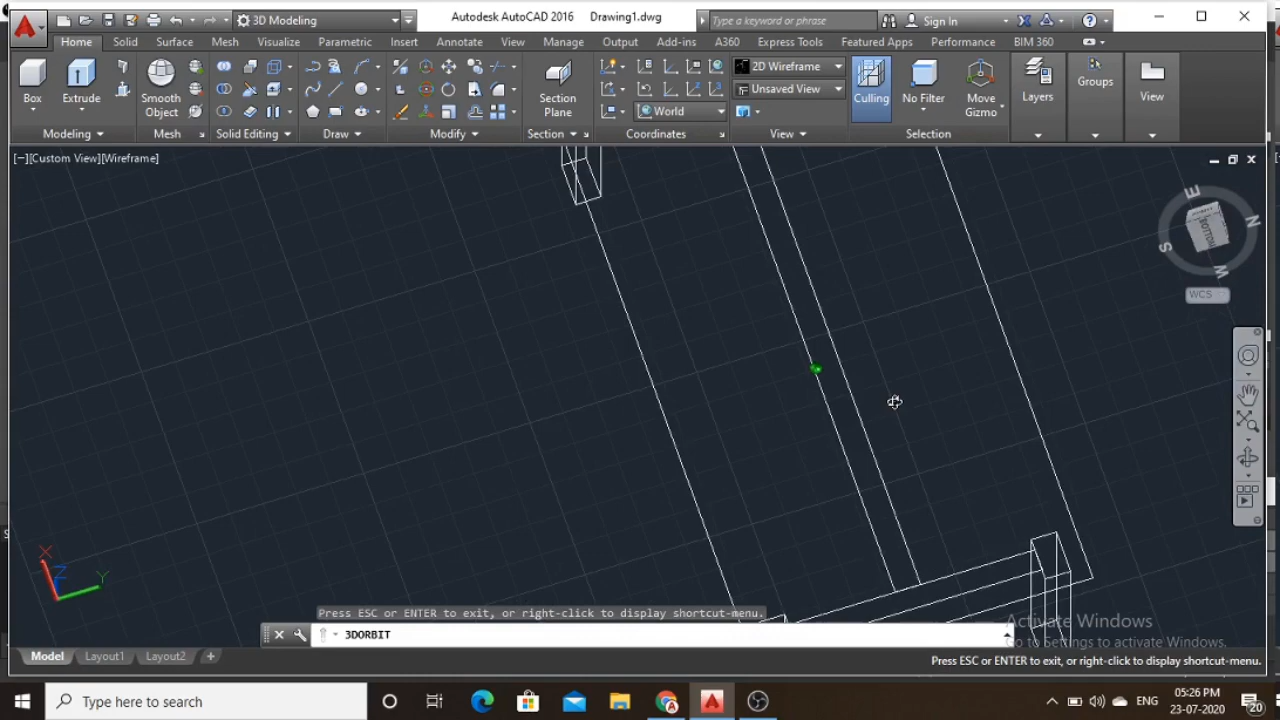 3D Modeling
Autodesk AutoCAD 2016 Drawing1.dwg
Type a keyword or phrase
Sign In
Home Solid Surface Mesh Visualize Parametric Insert Annotate View Manage Output Add-ins A360 Express Tools Featured Apps Performance BIM 360
Box
Extrude
Smooth
Object
Section
Plane
2D Wireframe
Unsaved View
World
Culling
No Filter
Move
Gizmo
Layers
Groups
View
Modeling
Mesh
Solid Editing
Draw
Modify
Section
Coordinates
View
Selection
[−][Custom View][Wireframe]
E
N
S
W
BOTTOM
WCS
X
Z
Y
Press ESC or ENTER to exit, or right-click to display shortcut-menu.
3DORBIT
Activate Windows
Go to Settings to activate Windows.
Model Layout1 Layout2 +
Press ESC or ENTER to exit, or right-click to display shortcut-menu.
Type here to search
ENG
05:26 PM
23-07-2020
20